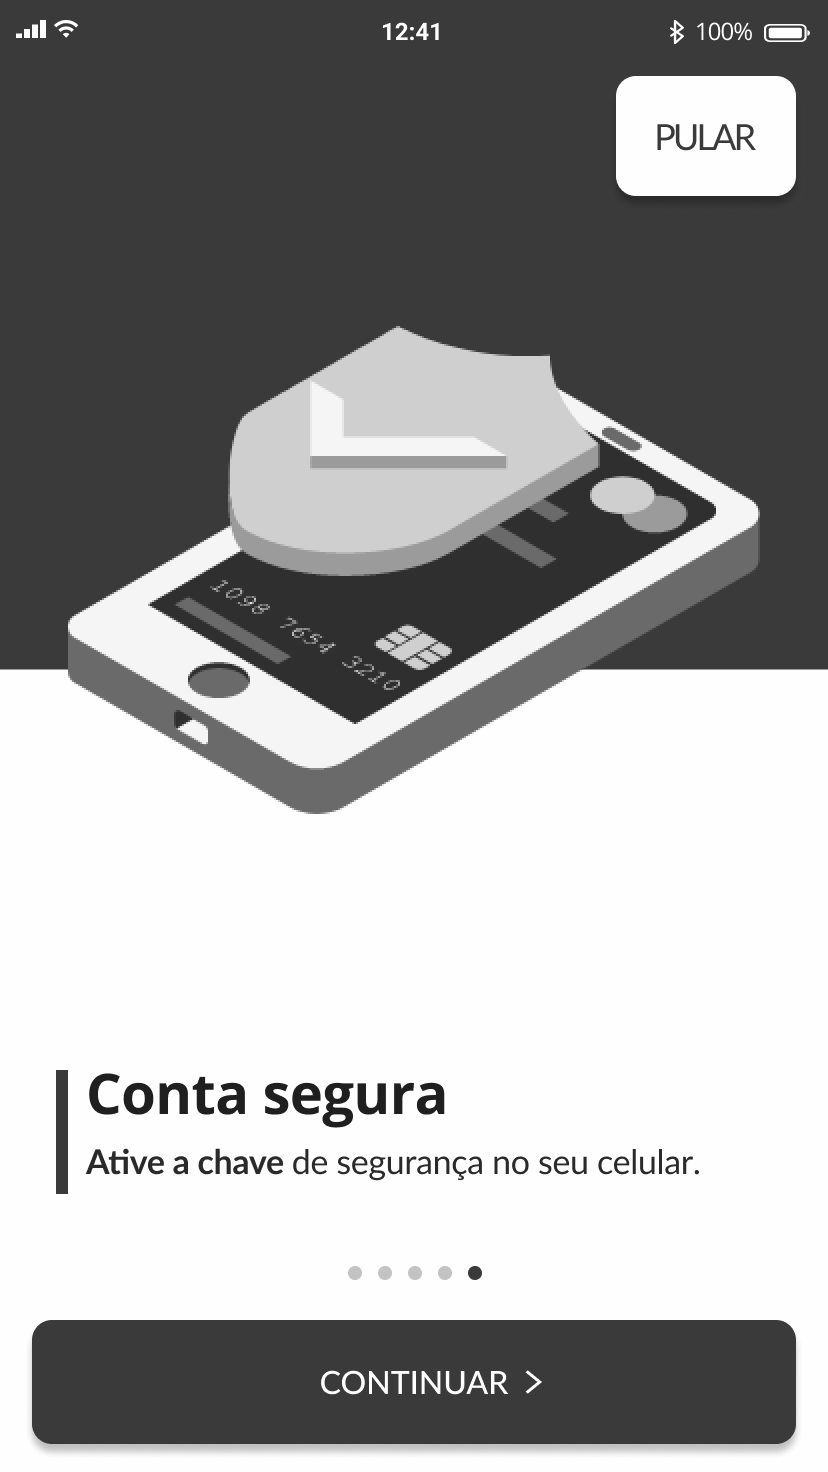 12:41
100%
PULAR
1098 7654 3210
Conta segura
Ative a chave de segurança no seu celular.
CONTINUAR >